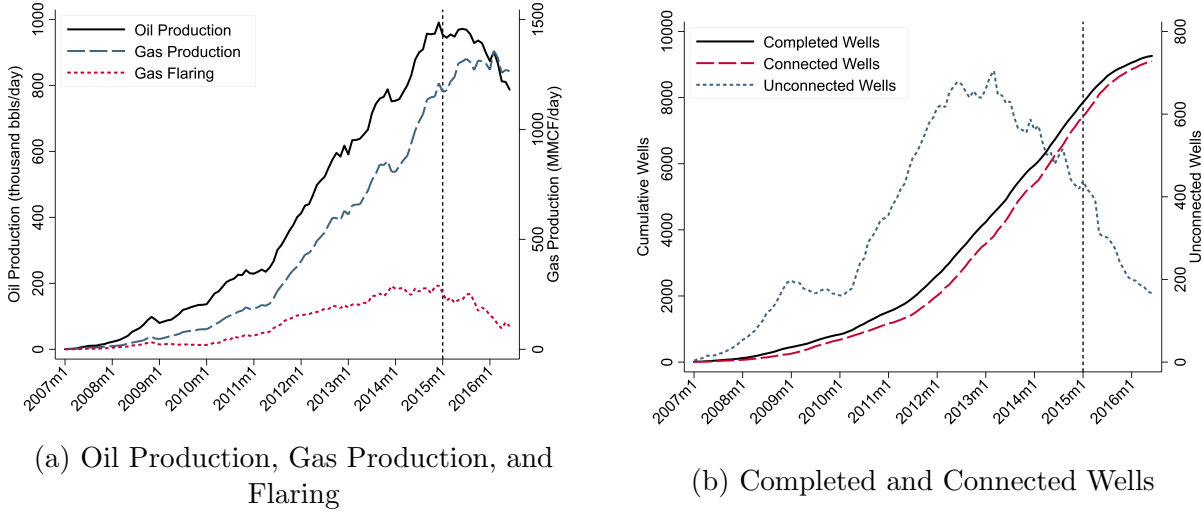 Oil Production (thousand bbls/day)
0 200 400 600 800 1000
Oil Production
Gas Production
Gas Flaring
0 500 1000 1500
Gas Production (MMCF/day)
2007m1 2008m1 2009m1 2010m1 2011m1 2012m1 2013m1 2014m1 2015m1 2016m1
(a) Oil Production, Gas Production, and
Flaring
Cumulative Wells
0 2000 4000 6000 8000 10000
Completed Wells
Connected Wells
Unconnected Wells
0 200 400 600 800
Unconnected Wells
2007m1 2008m1 2009m1 2010m1 2011m1 2012m1 2013m1 2014m1 2015m1 2016m1
(b) Completed and Connected Wells